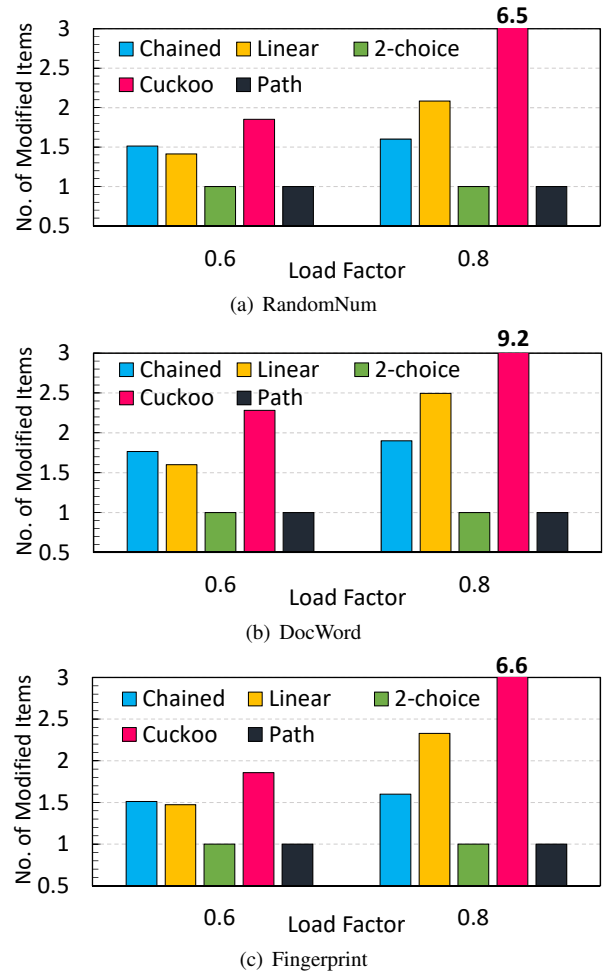 6.5
3
2.5
2
1.5
1
0.5
No. of Modified Items
Chained Linear 2-choice
Cuckoo Path
0.6 0.8
Load Factor
(a) RandomNum
9.2
3
2.5
2
1.5
1
0.5
No. of Modified Items
Chained Linear 2-choice
Cuckoo Path
0.6 0.8
Load Factor
(b) DocWord
6.6
3
2.5
2
1.5
1
0.5
No. of Modified Items
Chained Linear 2-choice
Cuckoo Path
0.6 0.8
Load Factor
(c) Fingerprint